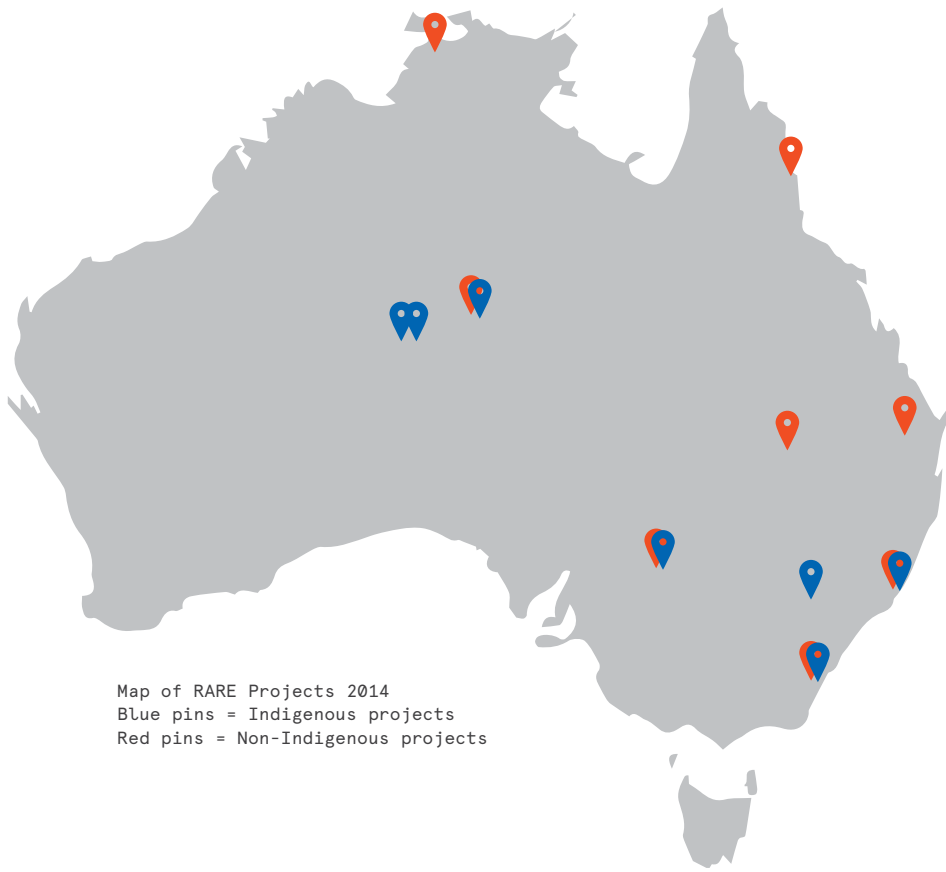 Map of RARE Projects 2014
Blue pins = Indigenous projects
Red pins = Non-Indigenous projects